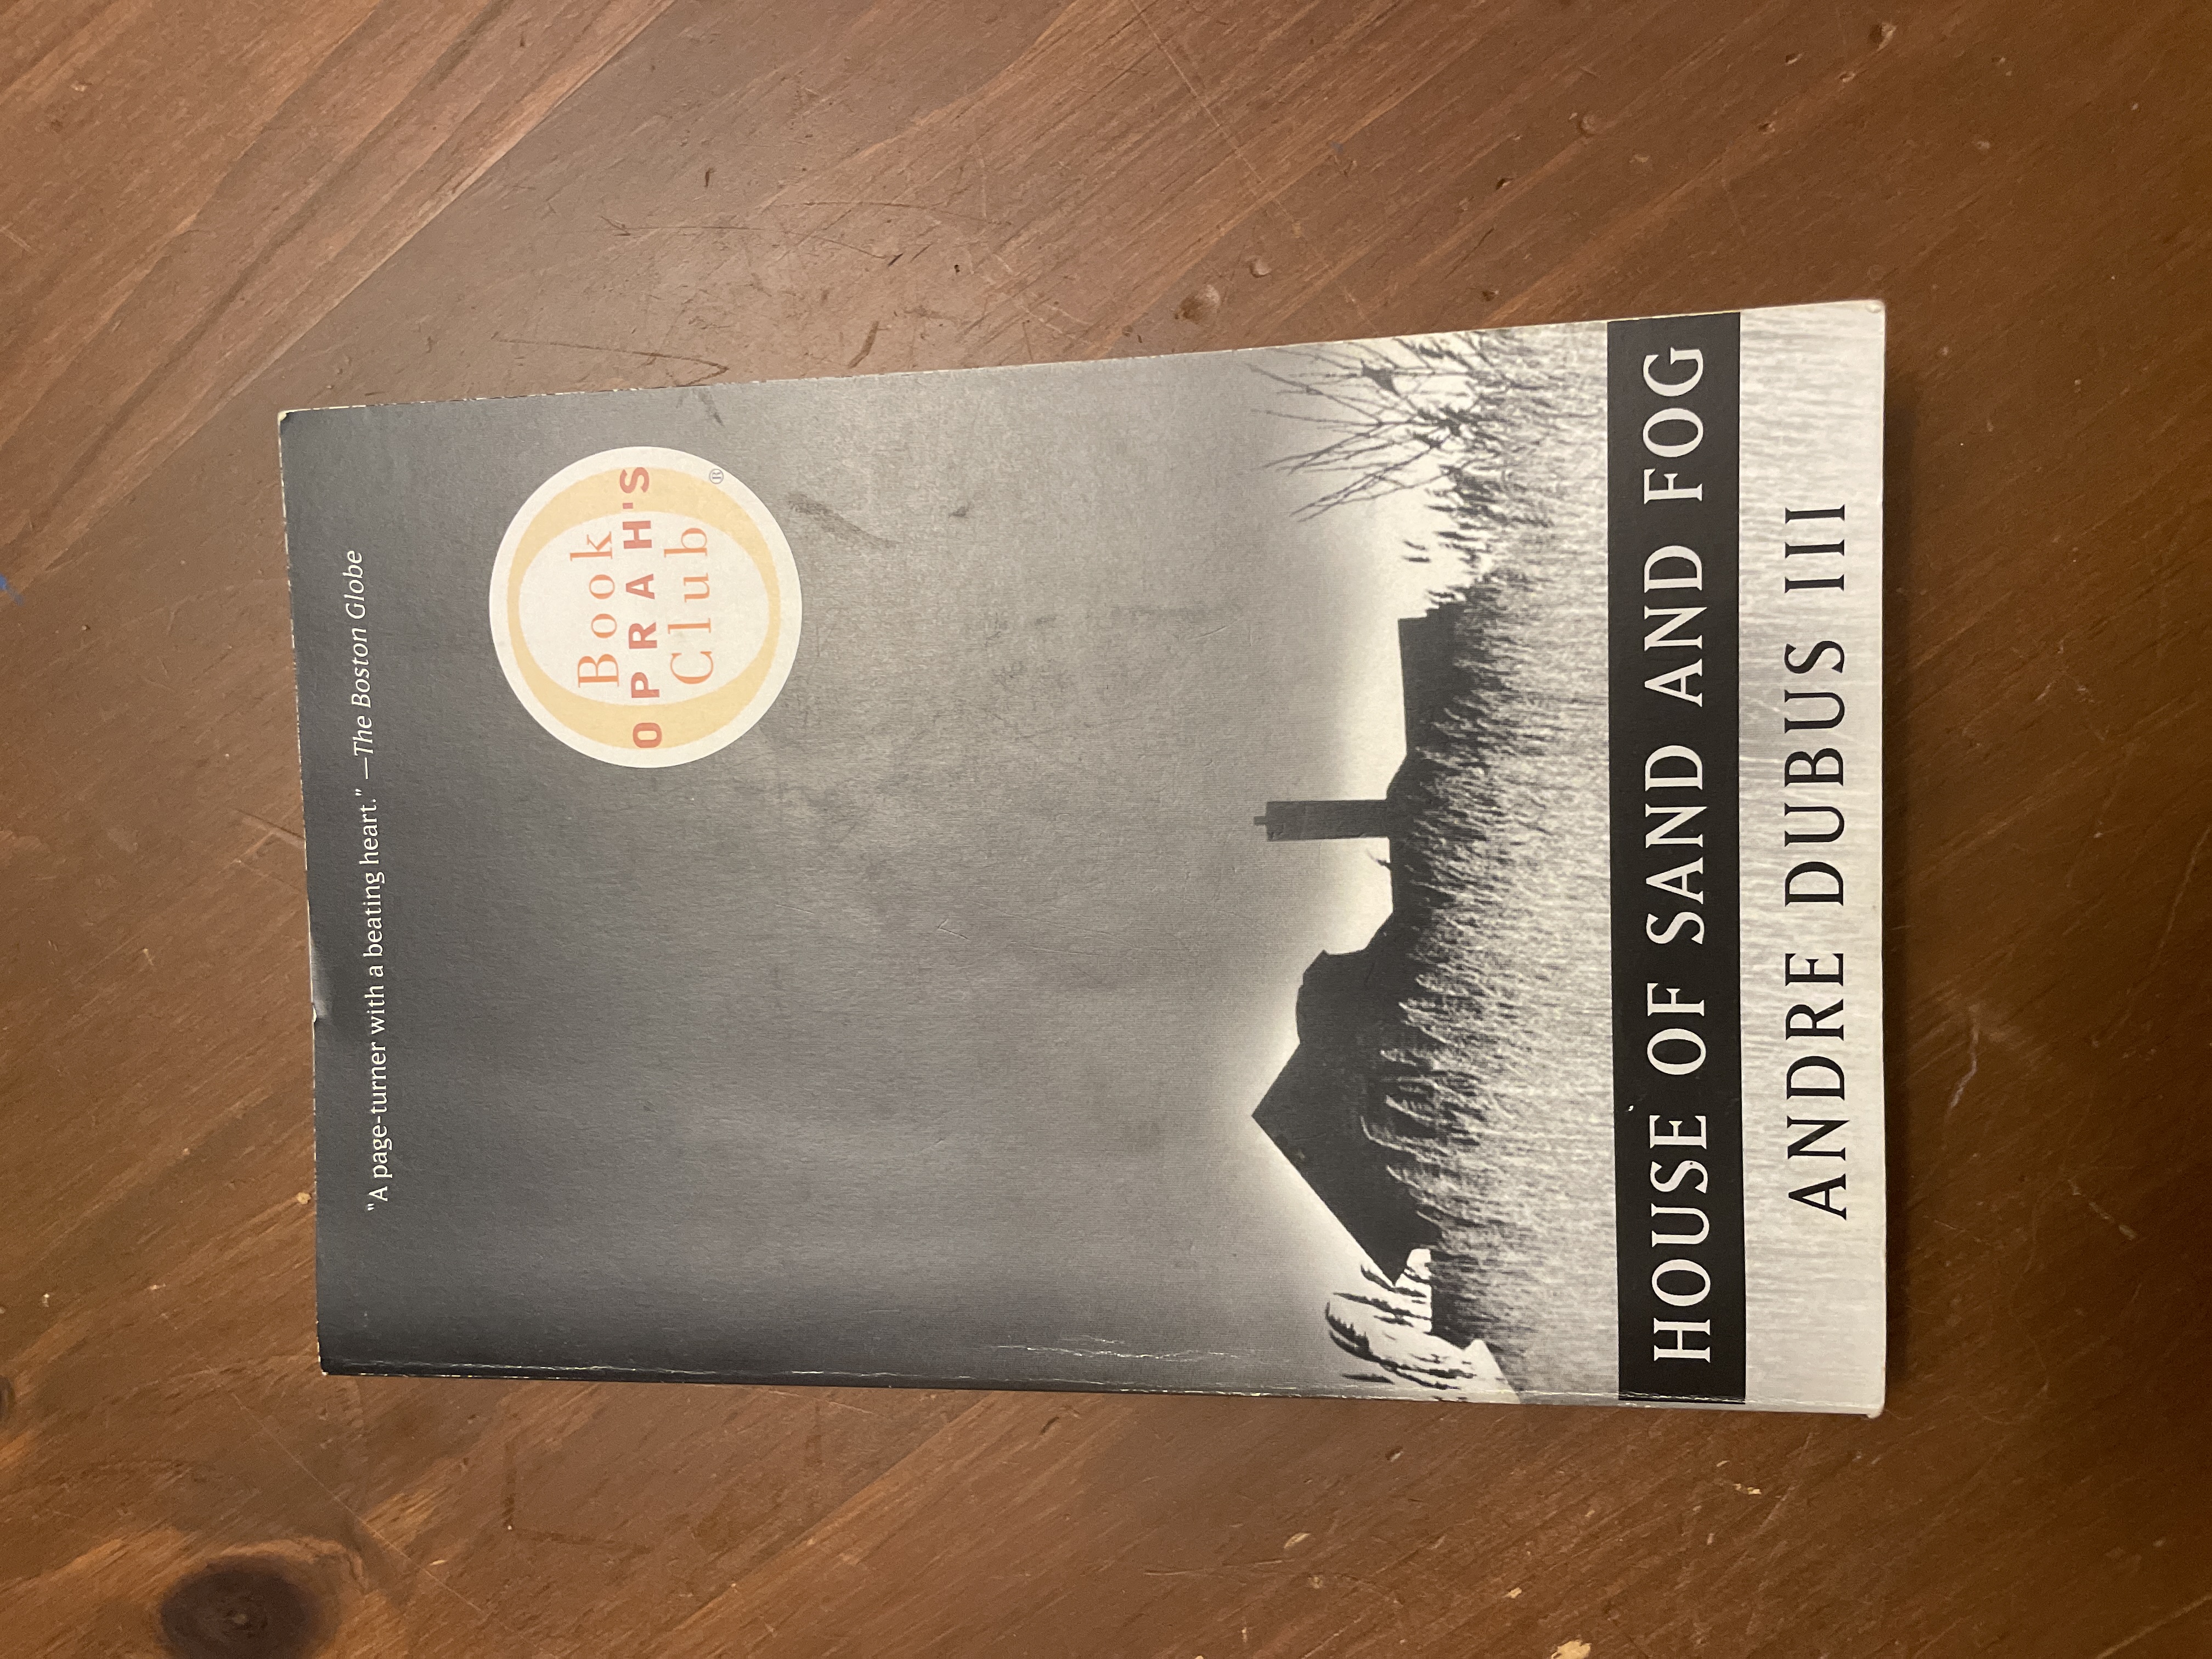 "A page-turner with a beating heart." —The Boston Globe
Book
OPRAH'S
Club
®
HOUSE OF SAND AND FOG
ANDRE DUBUS III